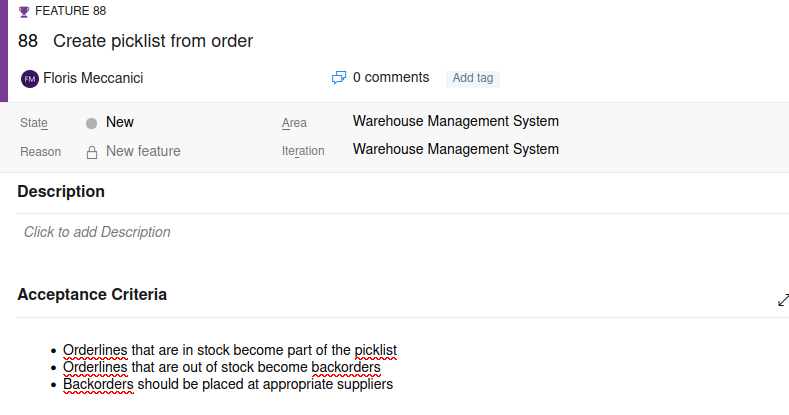 FEATURE 88
88 Create picklist from order
FM Floris Meccanici 0 comments Add tag
State New Area Warehouse Management System
Reason New feature Iteration Warehouse Management System
Description
Click to add Description
Acceptance Criteria
• Orderlines that are in stock become part of the picklist
• Orderlines that are out of stock become backorders
• Backorders should be placed at appropriate suppliers